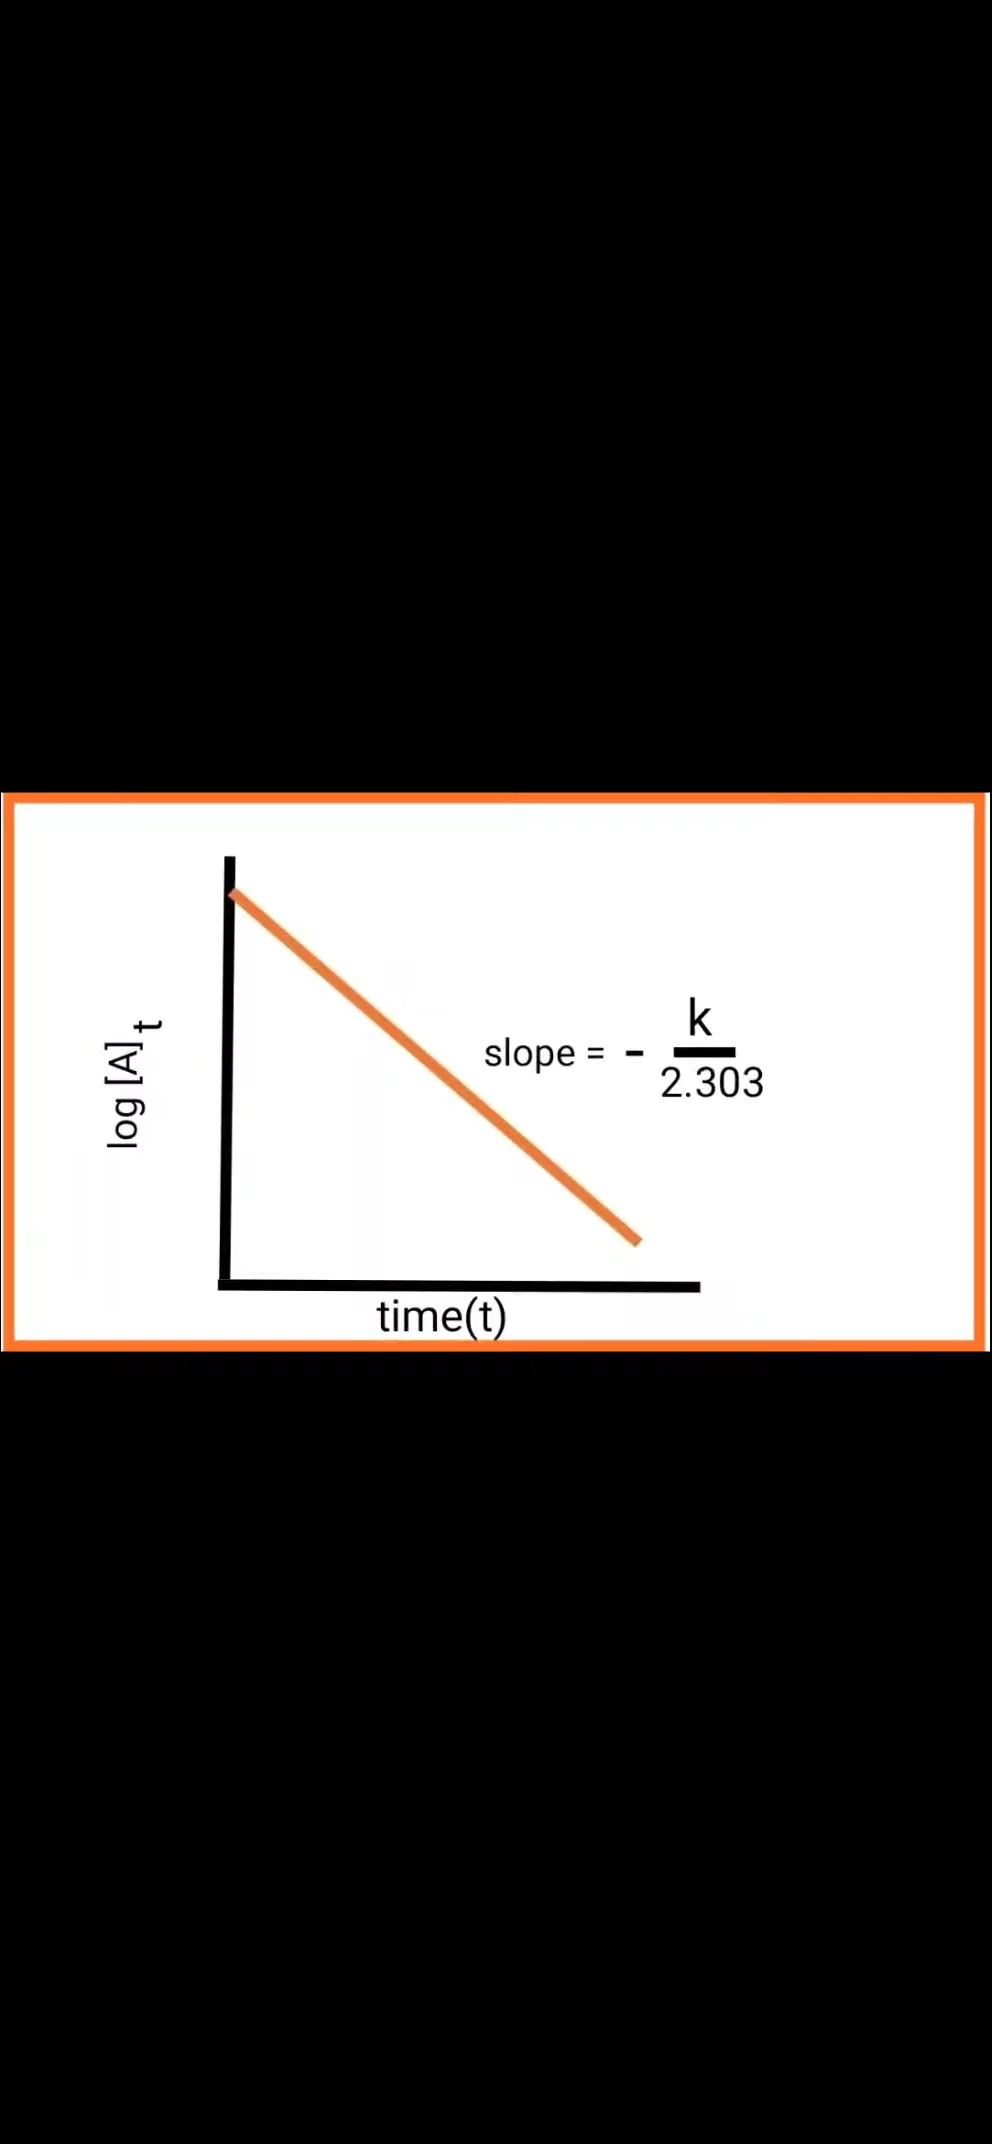 log [A]t
slope = - k
2.303
time(t)